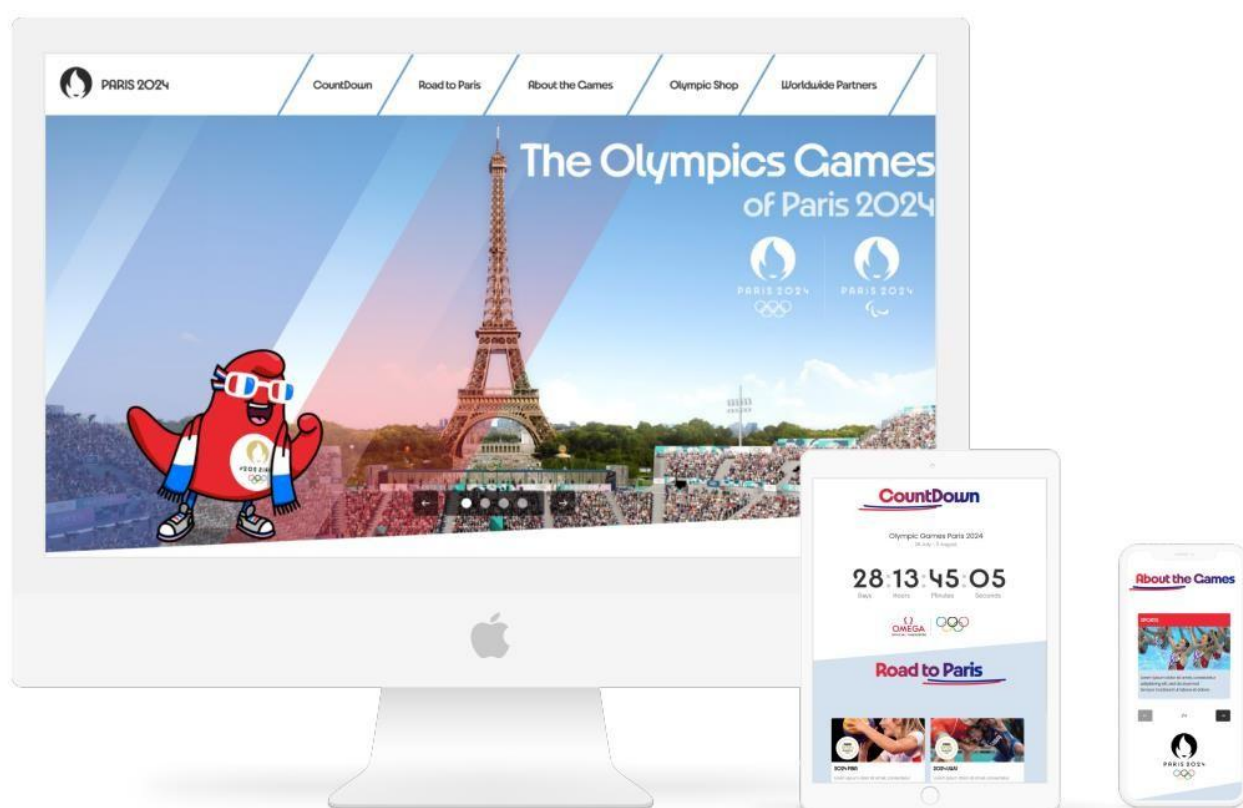 PARIS 2024
CountDown
Road to Paris
About the Games
Olympic Shop
Worldwide Partners
The Olympics Games
of Paris 2024
PARIS 2024
PARIS 2024
CountDown
Olympic Games Paris 2024
28:13:45:05
Days Hours Minutes Seconds
OMEGA
Road to Paris
About the Games
SPORTS
PARIS 2024